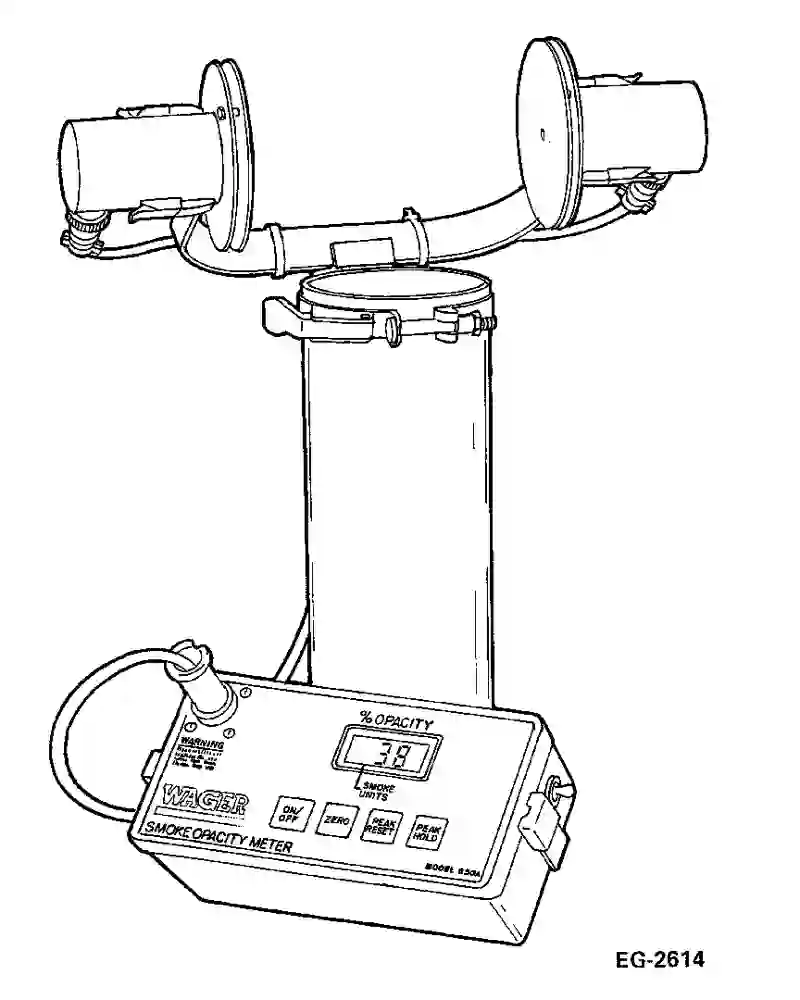 % OPACITY
38
SMOKE
UNITS
WARNING
WAGER
ON/
OFF
ZERO
PEAK
RESET
PEAK
HOLD
SMOKE OPACITY METER
MODEL 650A
EG-2614